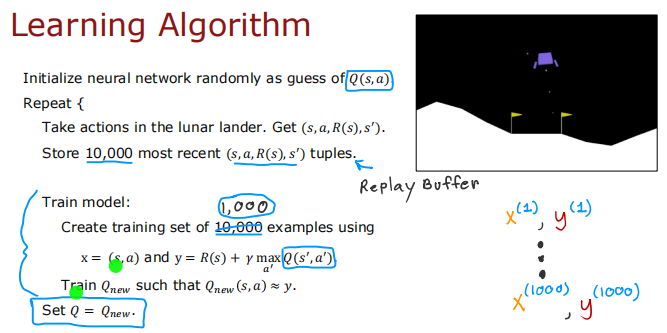 Learning Algorithm
Initialize neural network randomly as guess of Q(s,a)
Repeat {
Take actions in the lunar lander. Get (s,a,R(s),s').
Store 10,000 most recent (s,a,R(s),s') tuples.
Replay Buffer
Train model:
1,000
Create training set of 10,000 examples using
x = (s,a) and y = R(s) + γ max_{a'} Q(s',a')
Train Q_{new} such that Q_{new}(s,a) ≈ y.
Set Q = Q_{new}.
x^{(1)}, y^{(1)}
x^{(1000)}, y^{(1000)}